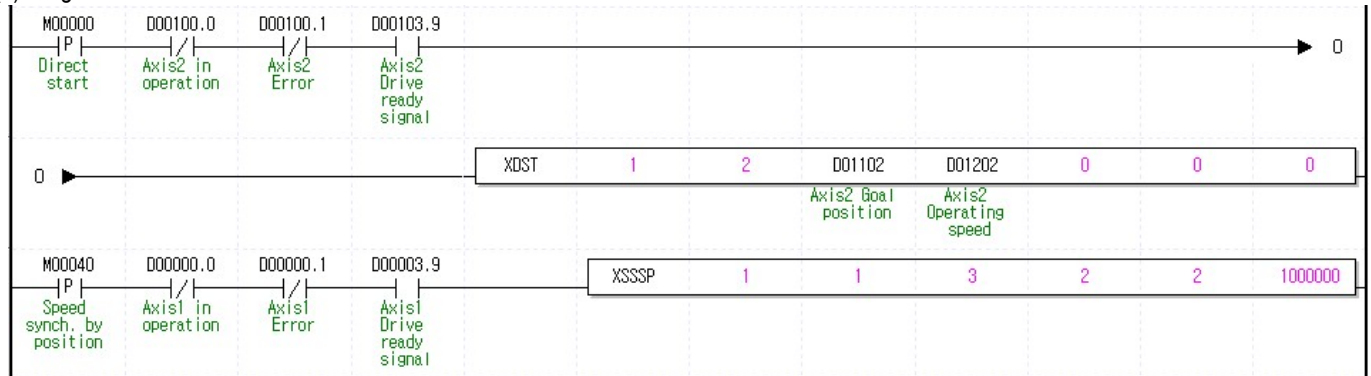 M00000 D00100.0 D00100.1 D00103.9
P
Direct start Axis2 in operation Axis2 Error Axis2 Drive ready signal
0
0 XDST 1 2 D01102 D01202 0 0 0
Axis2 Goal position Axis2 Operating speed
M00040 D00000.0 D00000.1 D00003.9
P XSSSP 1 1 3 2 2 1000000
Speed synch. by position Axis1 in operation Axis1 Error Axis1 Drive ready signal